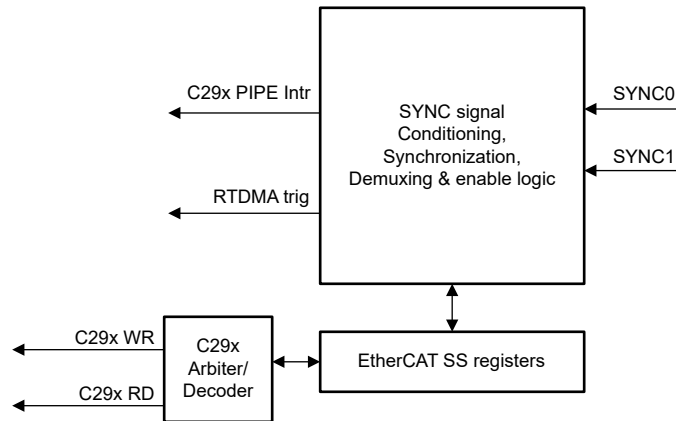 C29x PIPE Intr
RTDMA trig
SYNC signal
Conditioning,
Synchronization,
Demuxing & enable logic
SYNC0
SYNC1
C29x WR
C29x RD
C29x
Arbiter/
Decoder
EtherCAT SS registers